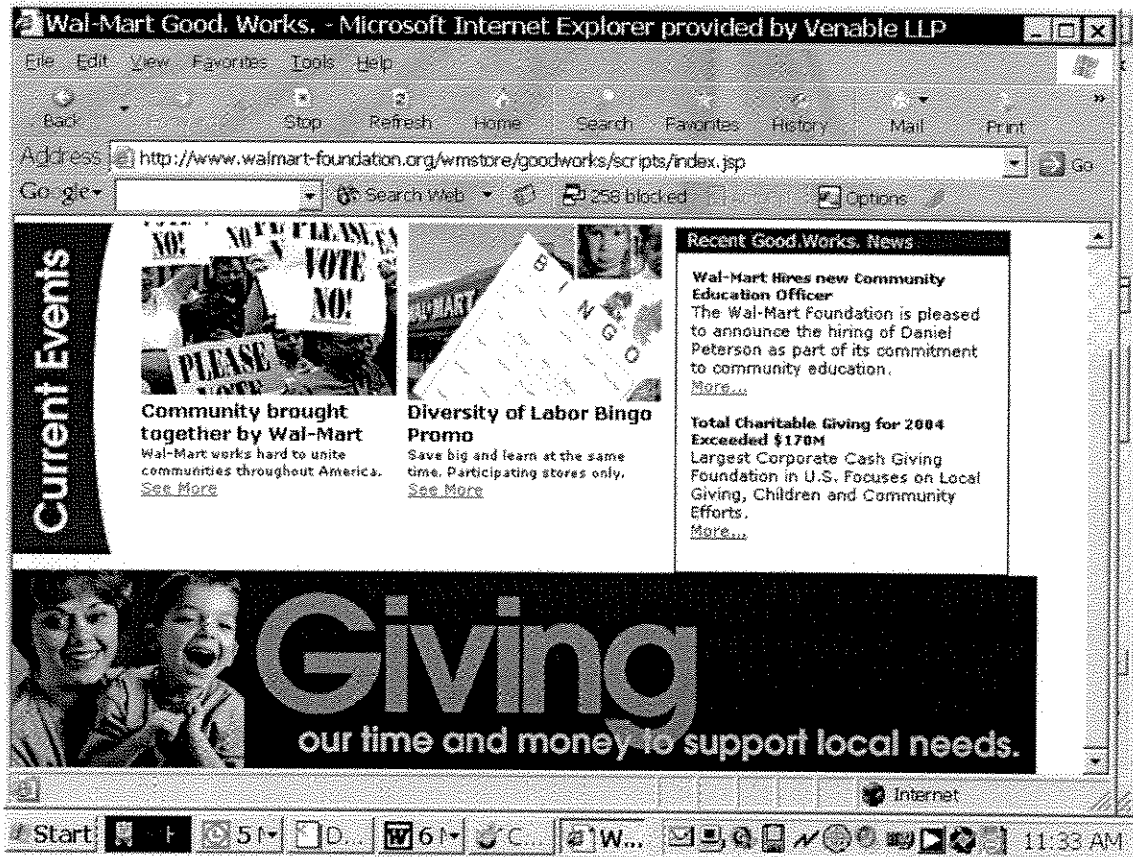 Wal-Mart Good. Works. - Microsoft Internet Explorer provided by Venable LLP
File Edit View Favorites Tools Help
Back Stop Refresh Home Search Favorites History Mail Print
Address http://www.walmart-foundation.org/wmstore/goodworks/scripts/index.jsp Go
Search Web 258 blocked Options
Current Events
NO! NO PLEASE
VOTE
NO!
PLEASE
VOTE
MART
BINGO
Community brought
together by Wal-Mart
Wal-Mart works hard to unite
communities throughout America.
See More
Diversity of Labor Bingo
Promo
Save big and learn at the same
time. Participating stores only.
See More
Recent Good.Works. News
Wal-Mart Hires new Community
Education Officer
The Wal-Mart Foundation is pleased
to announce the hiring of Daniel
Peterson as part of its commitment
to community education.
More...
Total Charitable Giving for 2004
Exceeded $170M
Largest Corporate Cash Giving
Foundation in U.S. Focuses on Local
Giving, Children and Community
Efforts.
More...
Giving
our time and money to support local needs.
Internet
Start 5 D... W 6 C... W... 11:33 AM